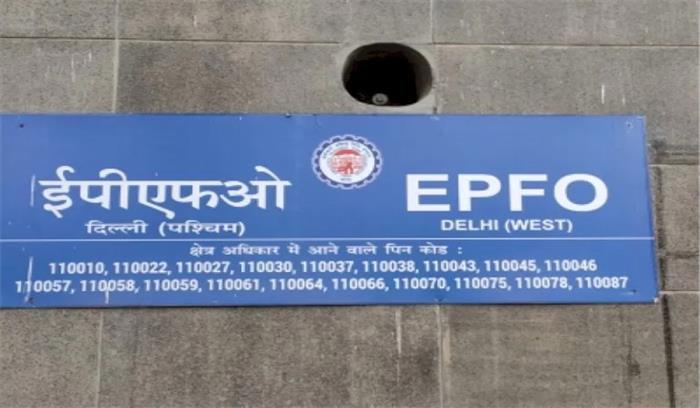 ईपीएफओ EPFO
दिल्ली (पश्चिम) DELHI (WEST)
क्षेत्र अधिकार में आने वाले पिन कोड :
110010, 110022, 110027, 110030, 110037, 110038, 110043, 110045, 110046
110057, 110058, 110059, 110061, 110064, 110066, 110070, 110075, 110078, 110087